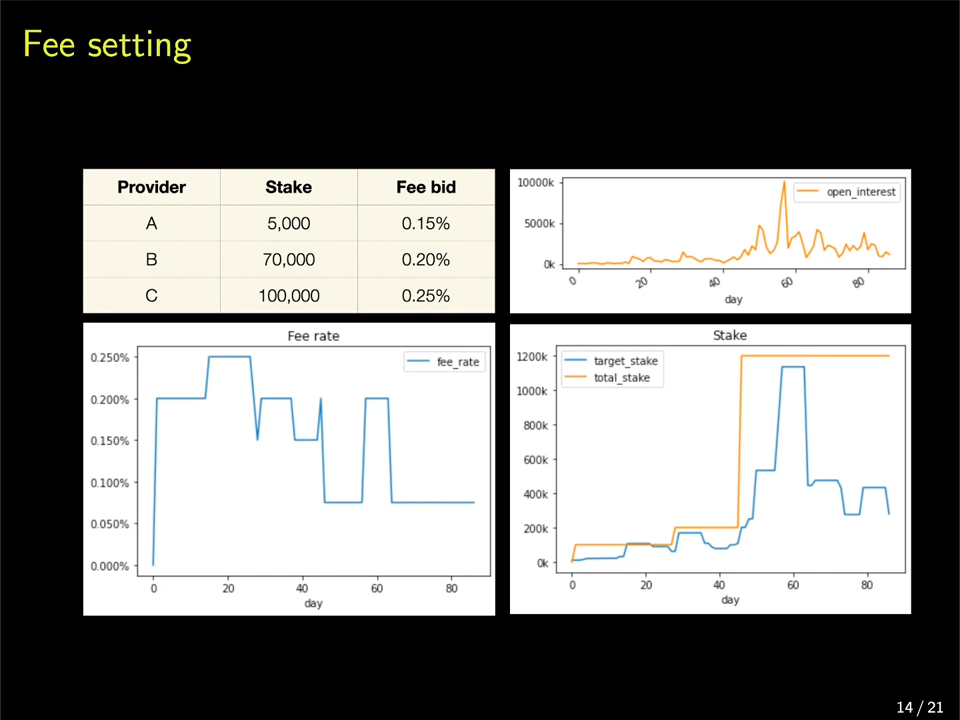 Fee setting
Provider Stake Fee bid
A 5,000 0.15%
B 70,000 0.20%
C 100,000 0.25%
10000k
5000k
0k
open_interest
0 20 40 60 80
day
Fee rate
0.250%
0.200%
0.150%
0.100%
0.050%
0.000%
fee_rate
0 20 40 60 80
day
Stake
1200k
1000k
800k
600k
400k
200k
0k
target_stake
total_stake
0 20 40 60 80
day
14 / 21